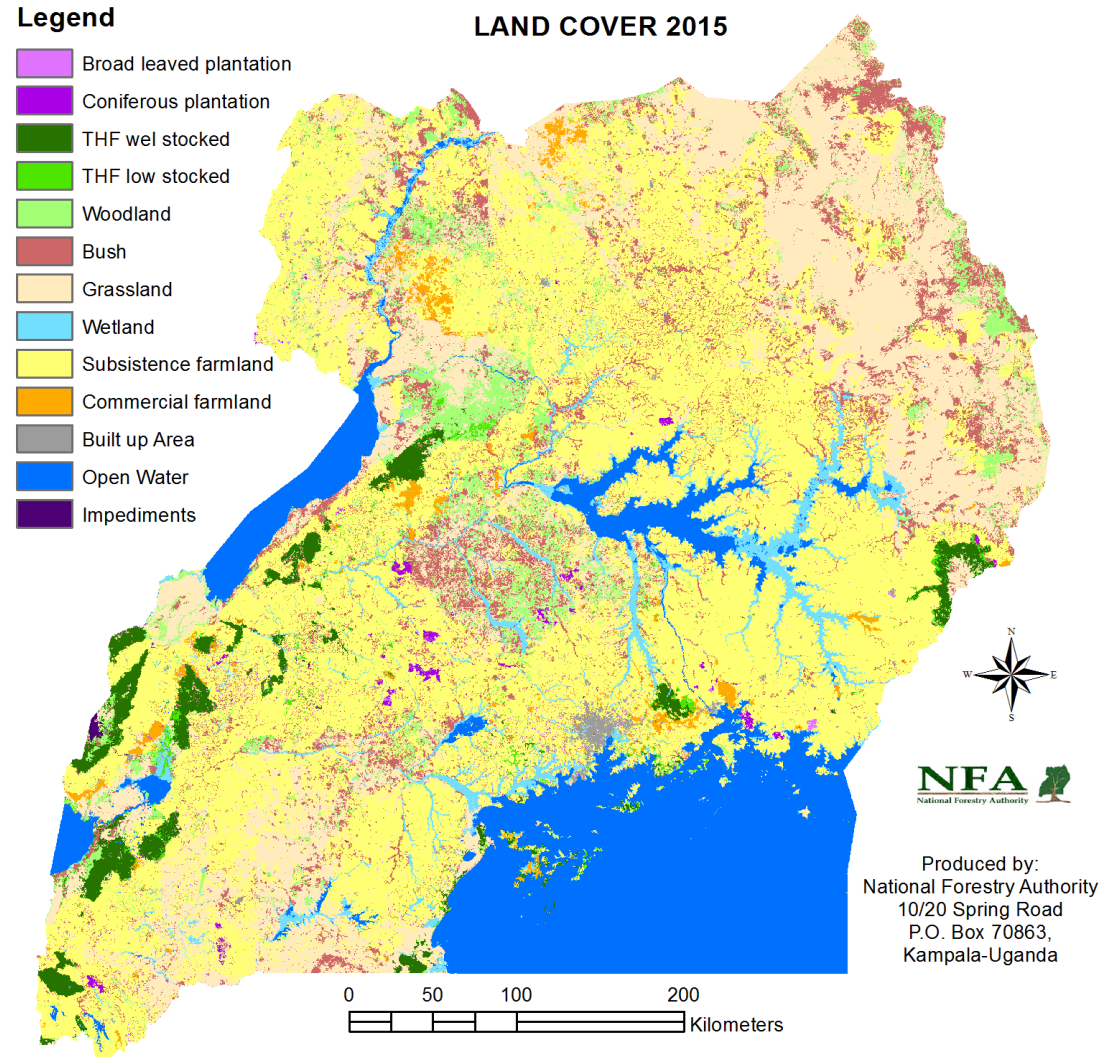 Legend
LAND COVER 2015
Broad leaved plantation
Coniferous plantation
THF wel stocked
THF low stocked
Woodland
Bush
Grassland
Wetland
Subsistence farmland
Commercial farmland
Built up Area
Open Water
Impediments
N
W
E
S
NFA
National Forestry Authority
Produced by:
National Forestry Authority
10/20 Spring Road
P.O. Box 70863,
Kampala-Uganda
0 50 100 200
Kilometers